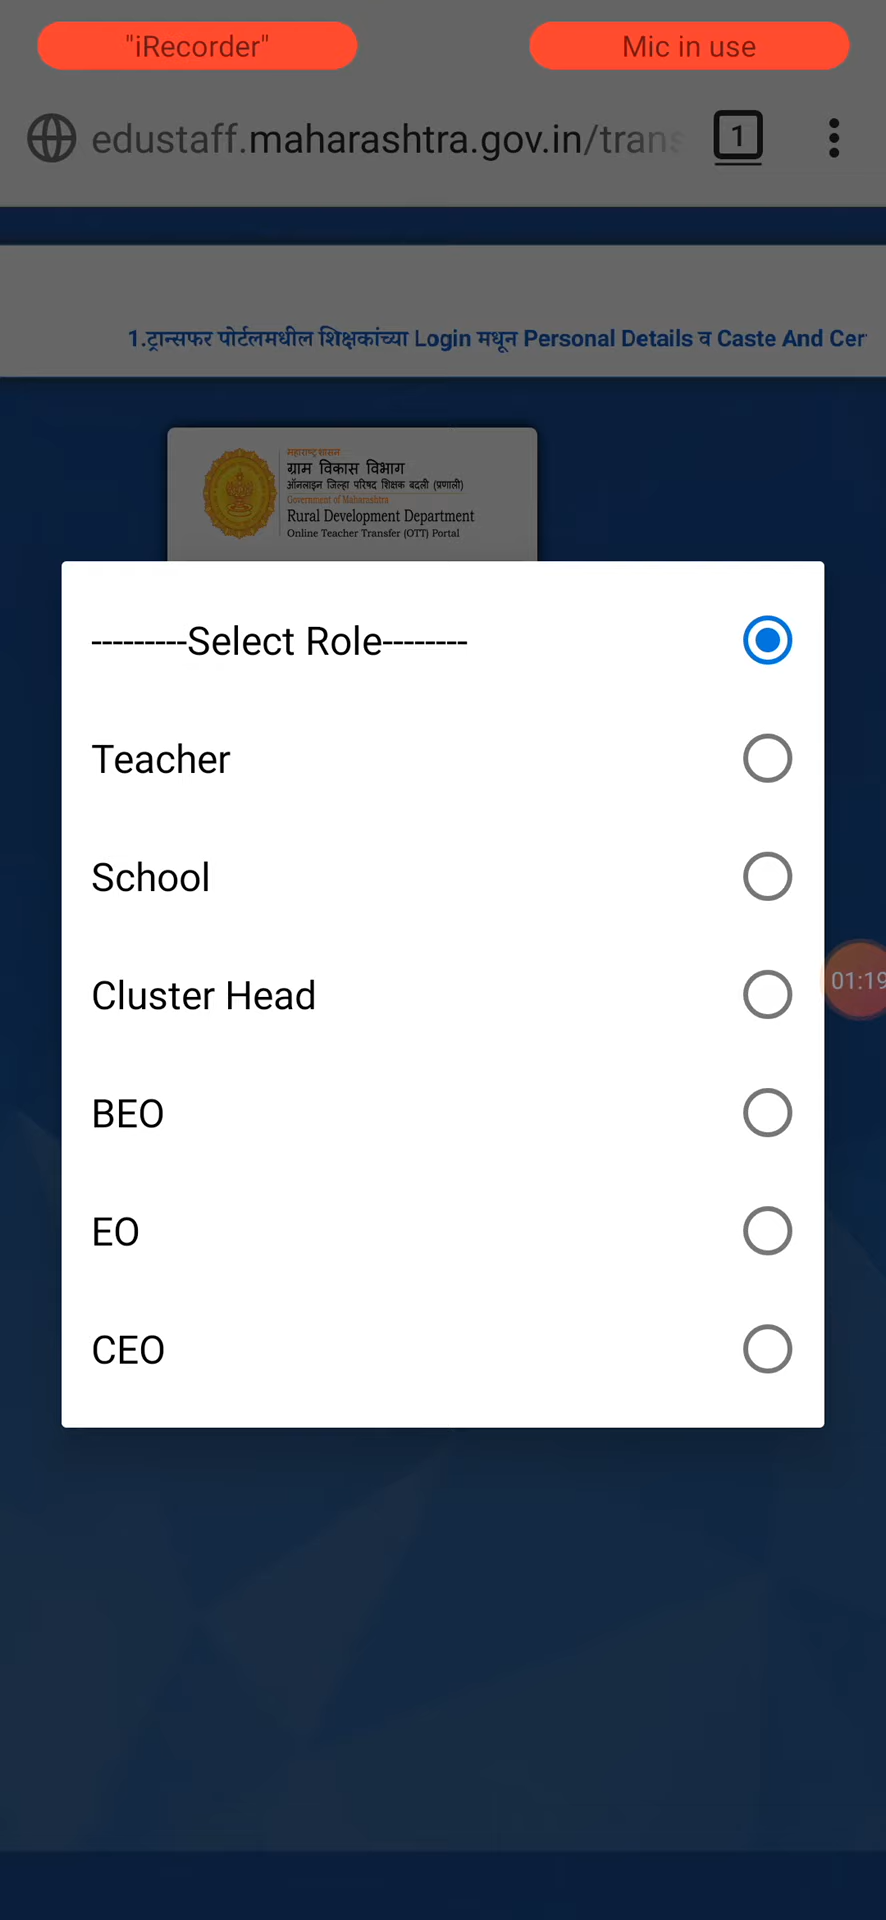 "iRecorder"
Mic in use
edustaff.maharashtra.gov.in/trans
1
1.ट्रान्सफर पोर्टलमधील शिक्षकांच्या Login मधून Personal Details व Caste And Cer
महाराष्ट्र शासन
ग्राम विकास विभाग
ऑनलाइन जिल्हा परिषद शिक्षक बदली (प्रणाली)
Government of Maharashtra
Rural Development Department
Online Teacher Transfer (OTT) Portal
---------Select Role--------
Teacher
School
Cluster Head
01:19
BEO
EO
CEO